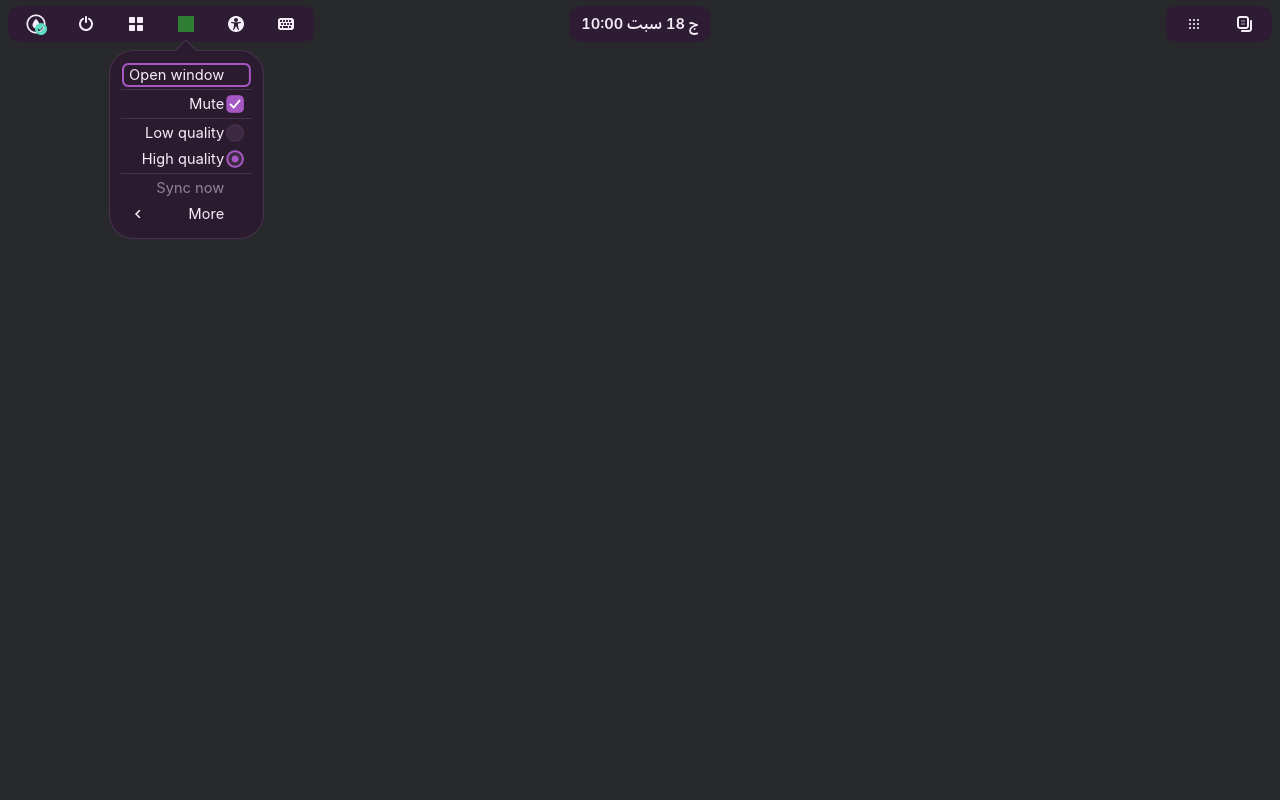 ج 18 سبت 10:00
Open window
Mute
Low quality
High quality
Sync now
More